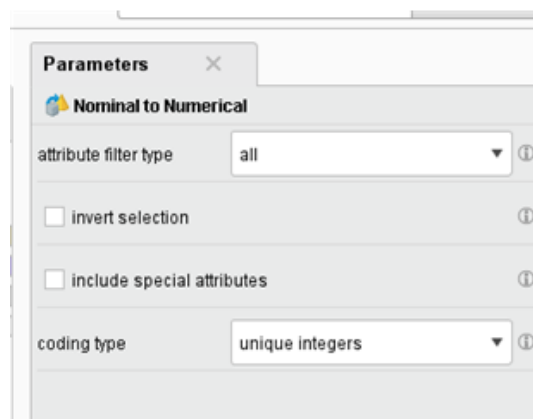 Parameters
Nominal to Numerical
attribute filter type all
invert selection
include special attributes
coding type unique integers